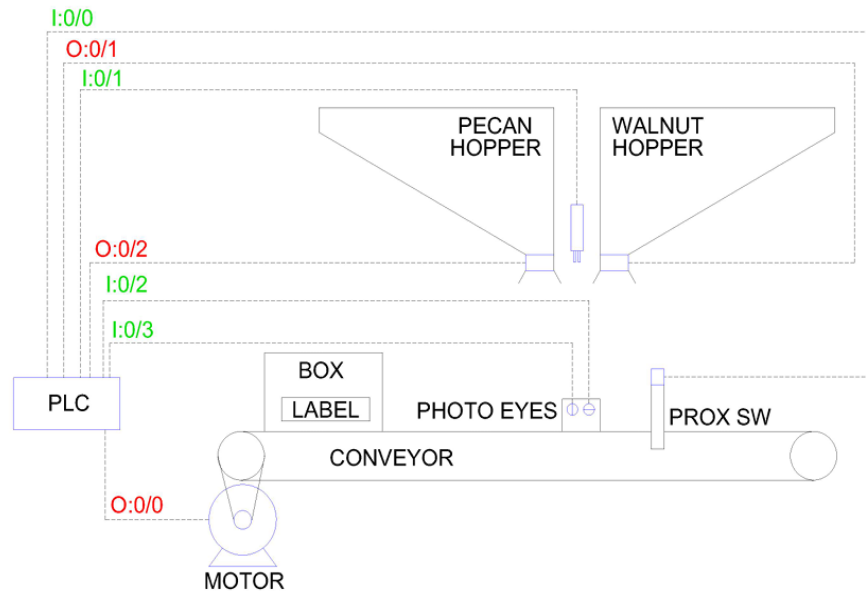 I:0/0
O:0/1
I:0/1
PECAN
HOPPER
WALNUT
HOPPER
O:0/2
I:0/2
I:0/3
BOX
LABEL
PLC
PHOTO EYES
PROX SW
CONVEYOR
O:0/0
MOTOR